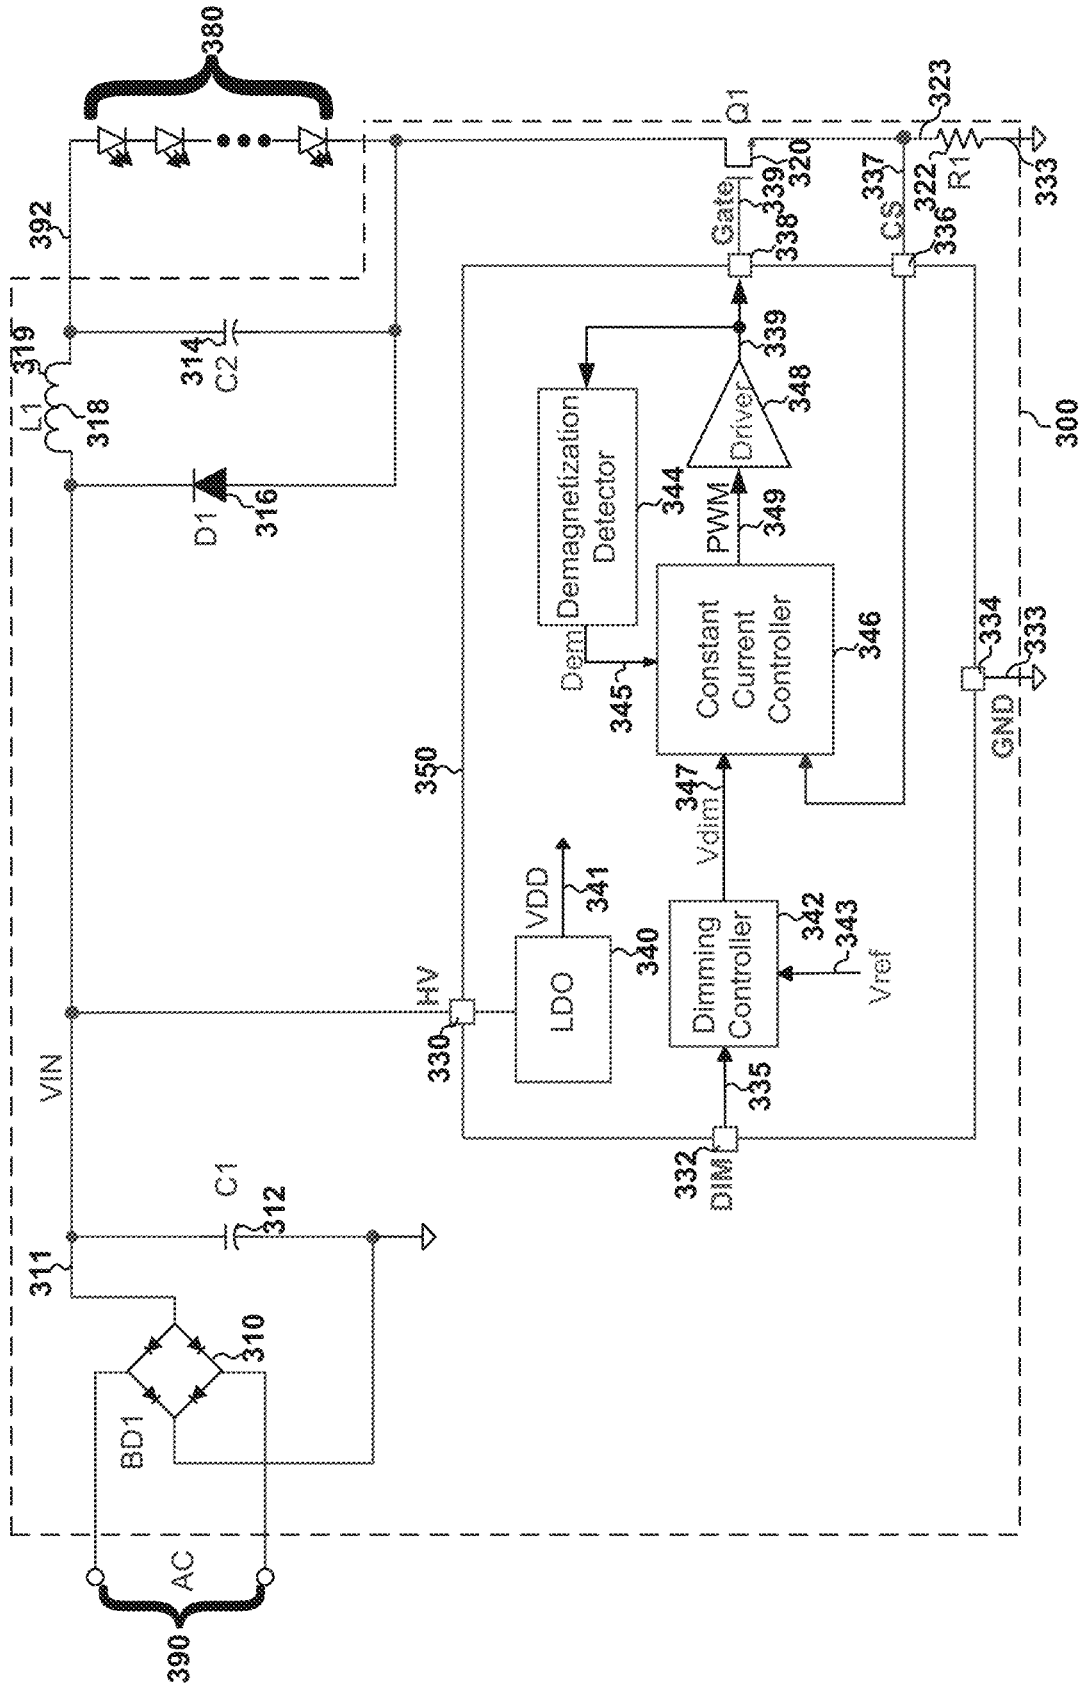 300
390
AC
BD1
310
311
C1
312
VIN
HV
330
350
LDO
340
VDD
341
DIM
332
335
Dimming
Controller
342
343
Vref
Vdim
347
Constant
Current
Controller
346
Dem
345
Demagnetization
Detector
344
PWM
349
Driver
348
339
D1
316
L1
318
319
C2
314
392
380
Gate
338
339
320
Q1
CS
336
337
322
R1
323
333
GND
334
333